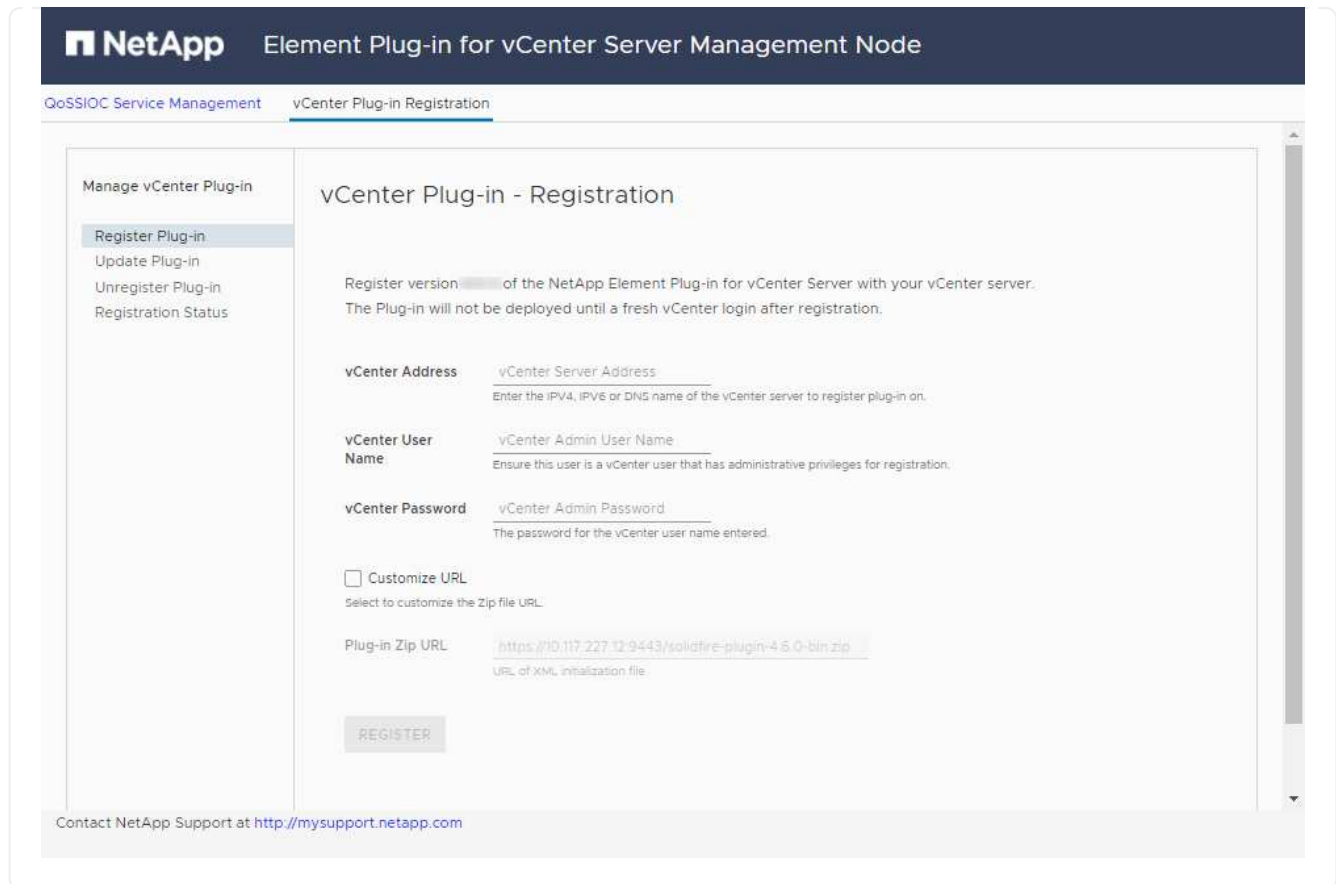 NetApp Element Plug-in for vCenter Server Management Node
QoSSIOC Service Management vCenter Plug-in Registration
Manage vCenter Plug-in
Register Plug-in
Update Plug-in
Unregister Plug-in
Registration Status
vCenter Plug-in - Registration
Register version of the NetApp Element Plug-in for vCenter Server with your vCenter server.
The Plug-in will not be deployed until a fresh vCenter login after registration.
vCenter Address vCenter Server Address
Enter the IPV4, IPV6 or DNS name of the vCenter server to register plug-in on.
vCenter User
Name
vCenter Admin User Name
Ensure this user is a vCenter user that has administrative privileges for registration.
vCenter Password vCenter Admin Password
The password for the vCenter user name entered.
Customize URL
Select to customize the Zip file URL.
Plug-in Zip URL https://10.117.227.12:9443/solidfire-plugin-4.6.0-bin.zip
URL of XML initialization file
REGISTER
Contact NetApp Support at http://mysupport.netapp.com